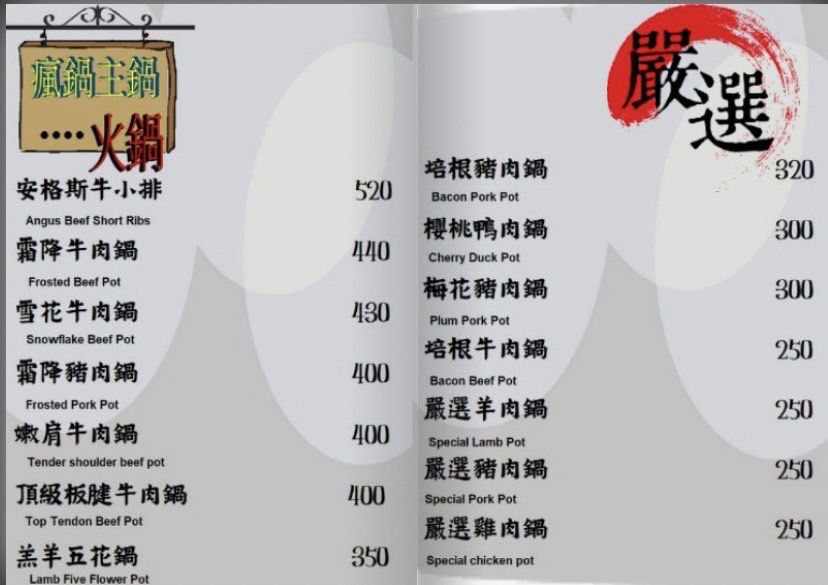 瘋鍋主鍋
....火鍋
安格斯牛小排 520
Angus Beef Short Ribs
霜降牛肉鍋 440
Frosted Beef Pot
雪花牛肉鍋 430
Snowflake Beef Pot
霜降豬肉鍋 400
Frosted Pork Pot
嫩肩牛肉鍋 400
Tender shoulder beef pot
頂級板腱牛肉鍋 400
Top Tendon Beef Pot
羔羊五花鍋 350
Lamb Five Flower Pot
嚴選
培根豬肉鍋 320
Bacon Pork Pot
櫻桃鴨肉鍋 300
Cherry Duck Pot
梅花豬肉鍋 300
Plum Pork Pot
培根牛肉鍋 250
Bacon Beef Pot
嚴選羊肉鍋 250
Special Lamb Pot
嚴選豬肉鍋 250
Special Pork Pot
嚴選雞肉鍋 250
Special chicken pot